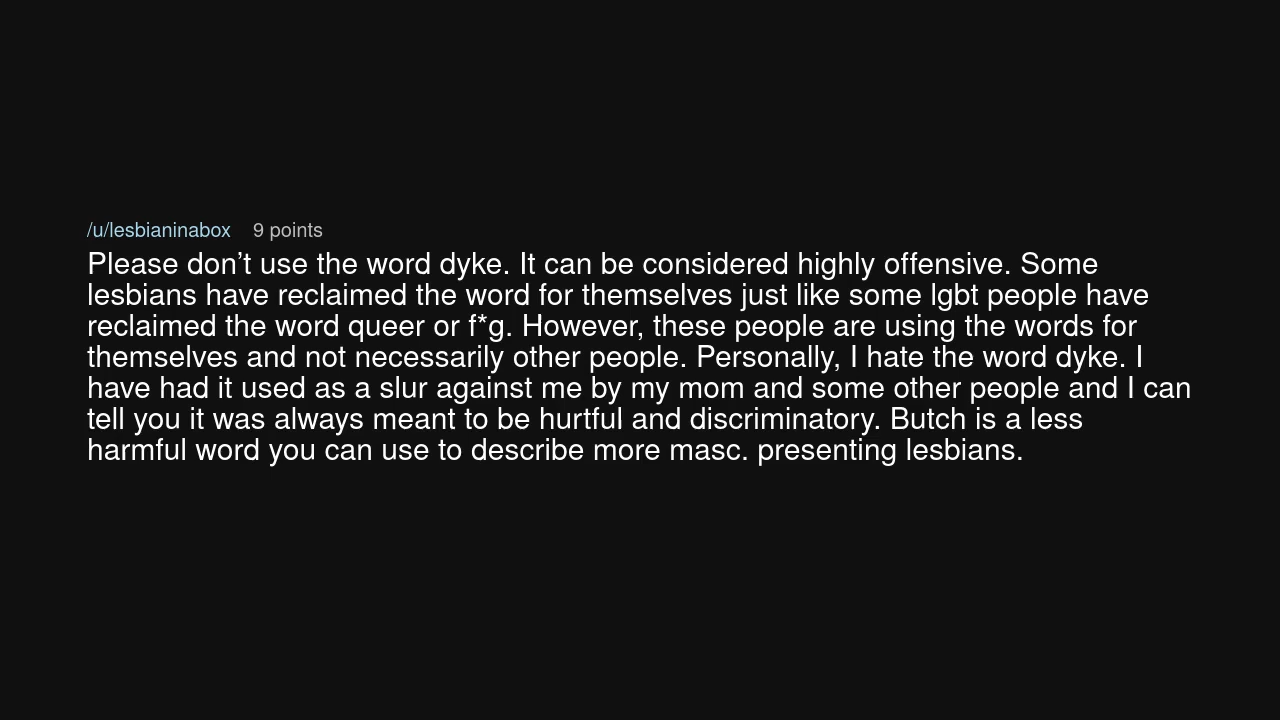 /u/lesbianinabox 9 points
Please don’t use the word dyke. It can be considered highly offensive. Some
lesbians have reclaimed the word for themselves just like some lgbt people have
reclaimed the word queer or f*g. However, these people are using the words for
themselves and not necessarily other people. Personally, I hate the word dyke. I
have had it used as a slur against me by my mom and some other people and I can
tell you it was always meant to be hurtful and discriminatory. Butch is a less
harmful word you can use to describe more masc. presenting lesbians.